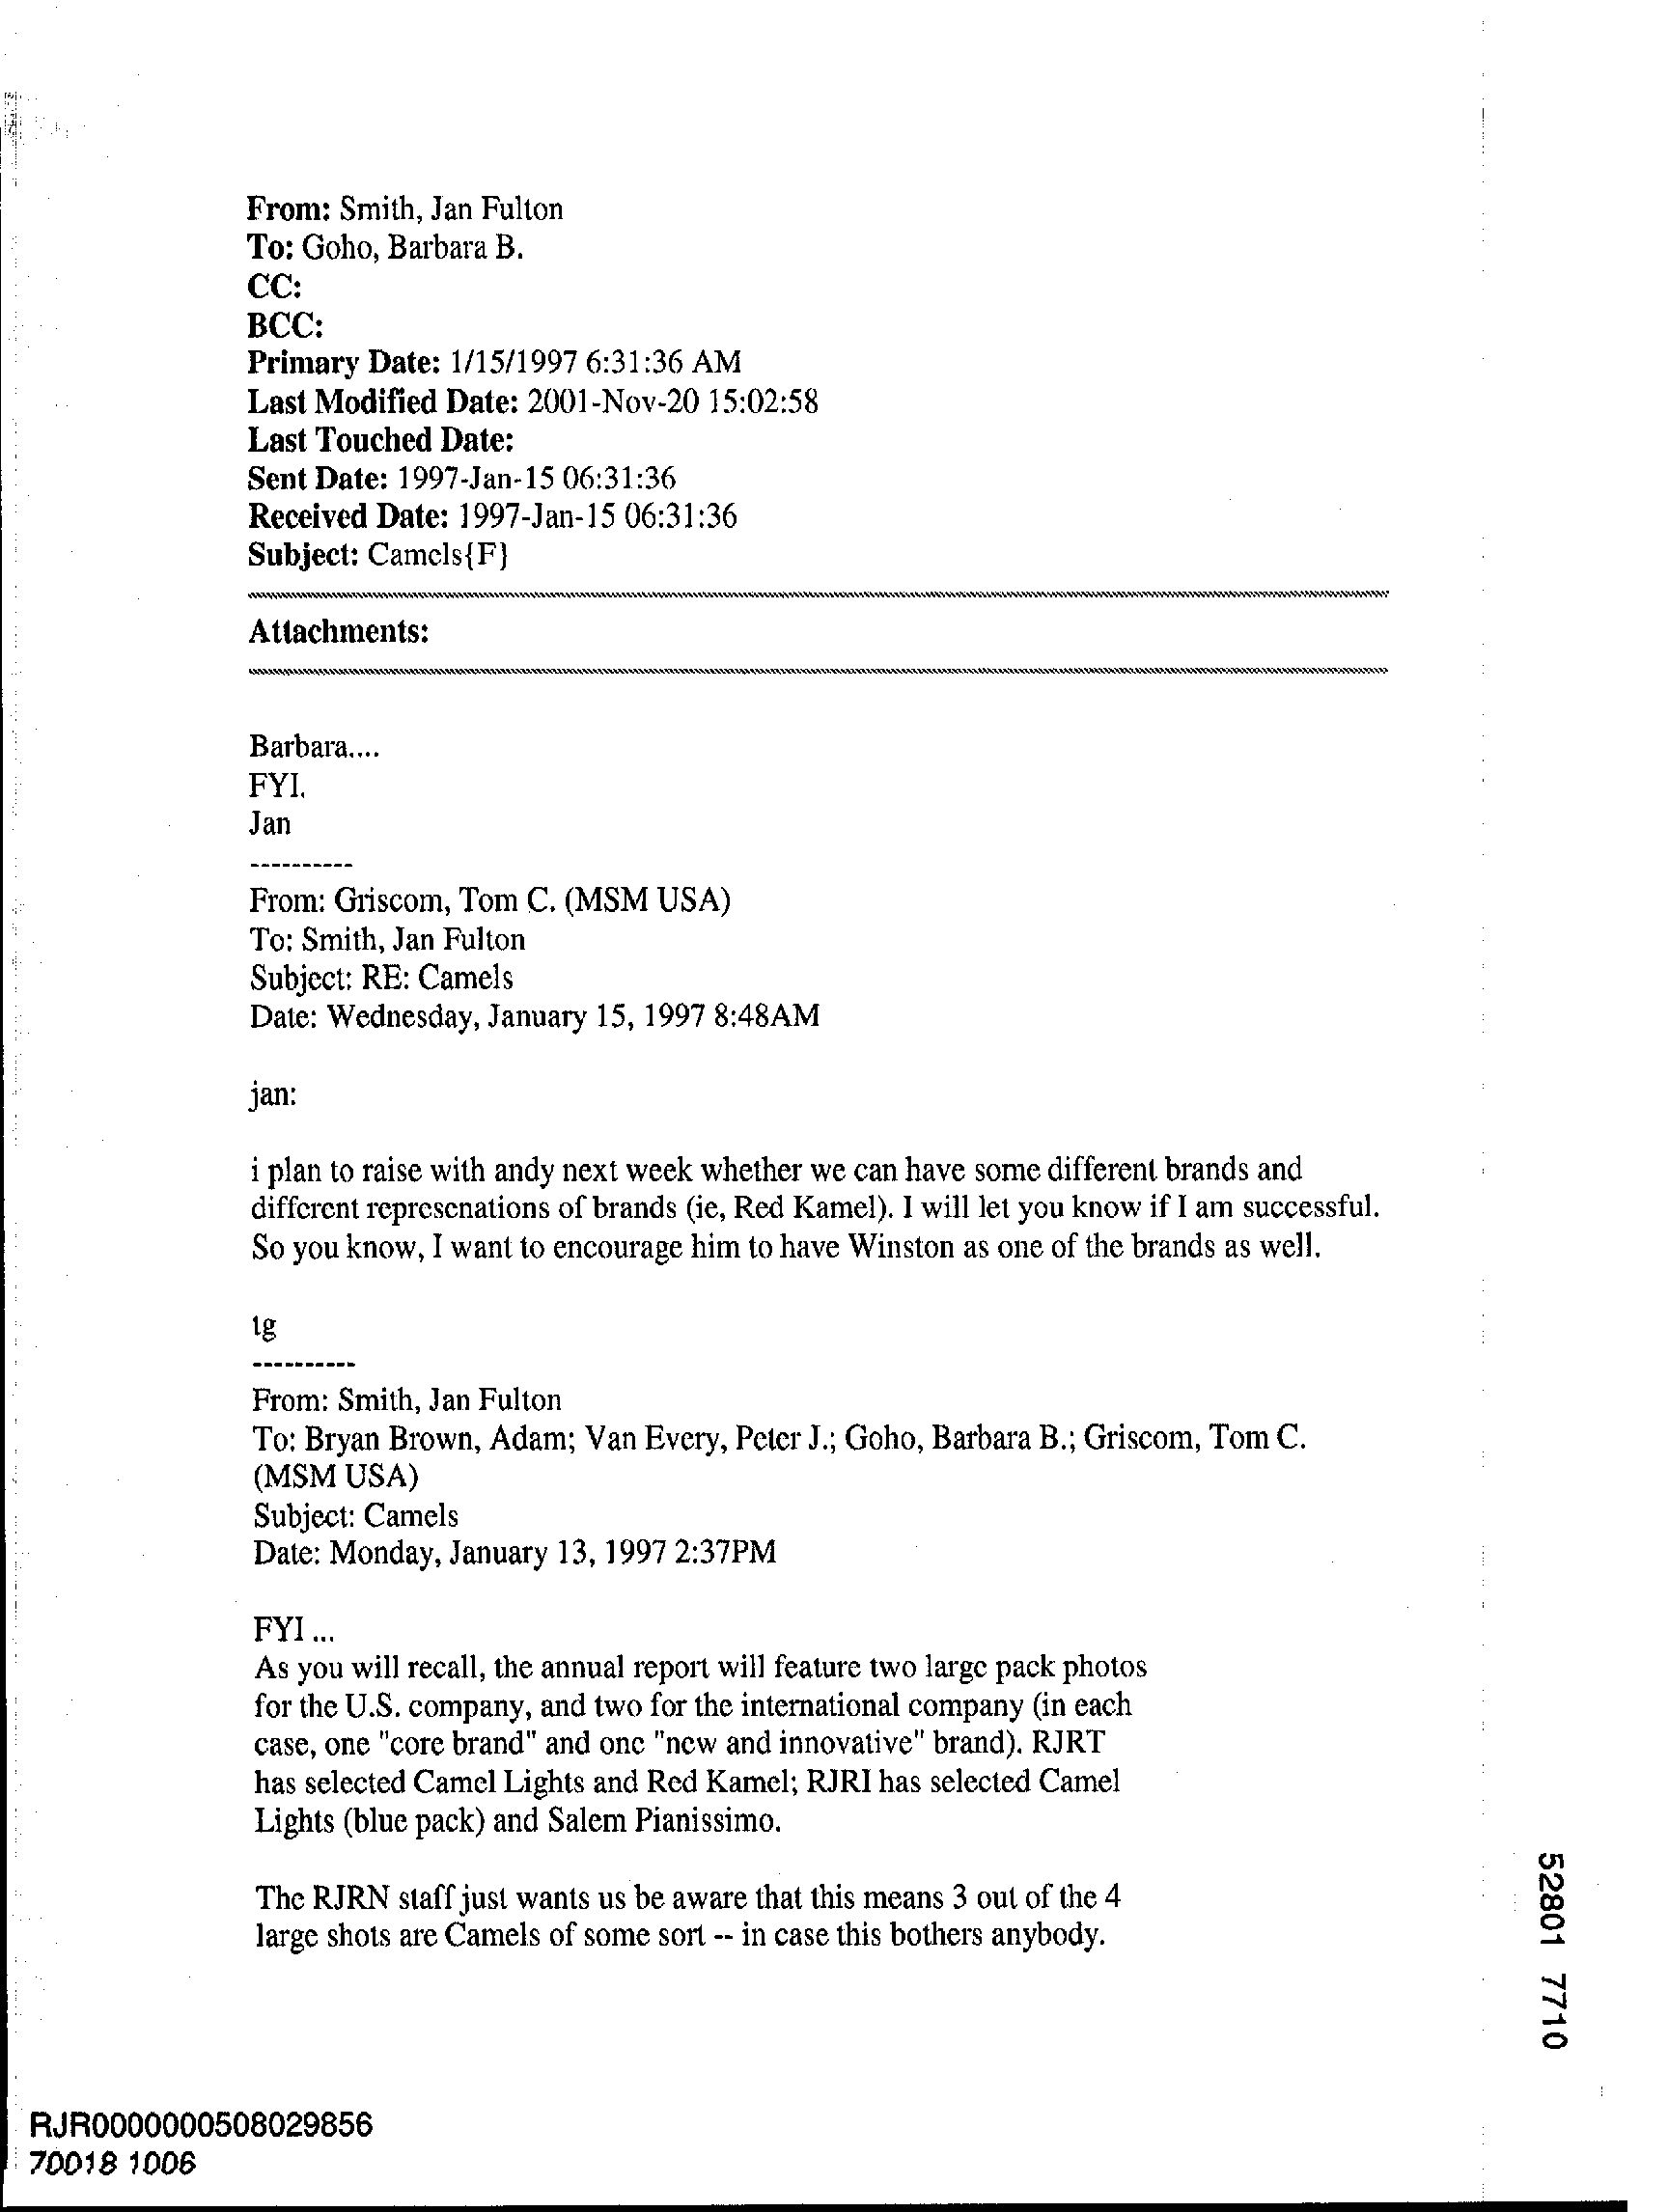 From: Smith, Jan Fulton
To: Goho, Barbara B.
CC:
BCC:
Primary Date: 1/15/1997 6:31:36 AM
Last Modified Date: 2001-Nov-20 15:02:58
Last Touched Date:
Sent Date: 1997-Jan-15 06:31:36
Received Date: 1997-Jan-15 06:31:36
Subject: Camels{F}
Attachments:
Barbara....
FYI.
Jan
----------
From: Griscom, Tom C. (MSM USA)
To: Smith, Jan Fulton
Subject: RE: Camels
Date: Wednesday, January 15, 1997 8:48AM
jan:
i plan to raise with andy next week whether we can have some different brands and
different represenations of brands (ie, Red Kamel). I will let you know if I am successful.
So you know, I want to encourage him to have Winston as one of the brands as well.
tg
----------
From: Smith, Jan Fulton
To: Bryan Brown, Adam; Van Every, Peter J.; Goho, Barbara B.; Griscom, Tom C.
(MSM USA)
Subject: Camels
Date: Monday, January 13, 1997 2:37PM
FYI ...
As you will recall, the annual report will feature two large pack photos
for the U.S. company, and two for the international company (in each
case, one "core brand" and one "new and innovative" brand). RJRT
has selected Camel Lights and Red Kamel; RJRI has selected Camel
Lights (blue pack) and Salem Pianissimo.
The RJRN staff just wants us be aware that this means 3 out of the 4
large shots are Camels of some sort -- in case this bothers anybody.
52801 7710
RJR0000000508029856
70018 1006